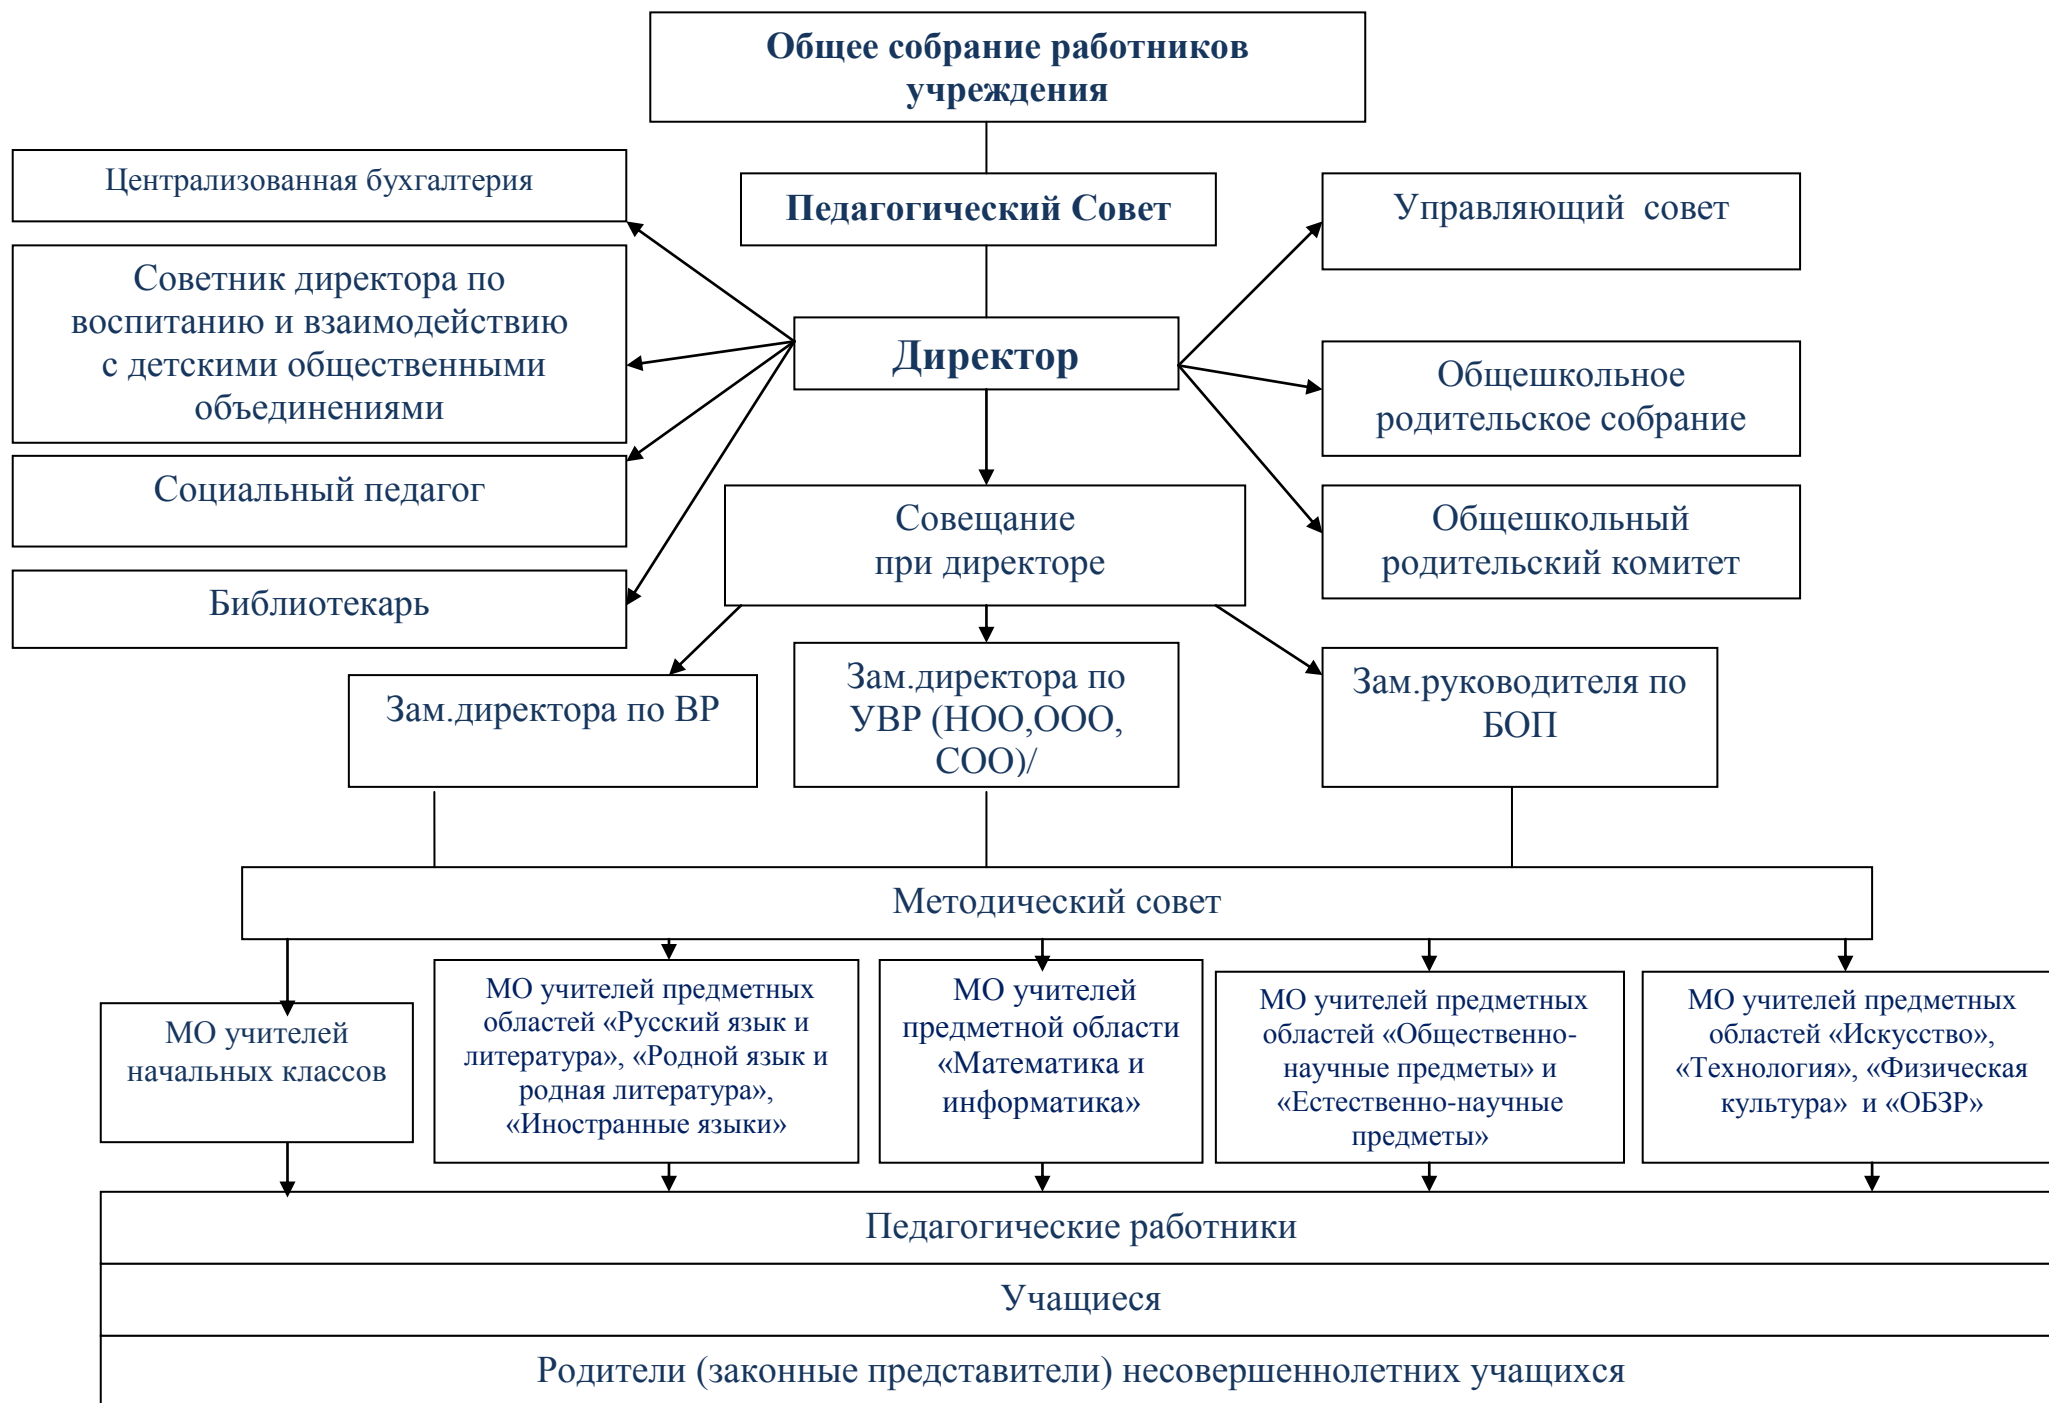 Общее собрание работников
учреждения
Централизованная бухгалтерия
Педагогический Совет
Управляющий  совет
Советник директора по
воспитанию и взаимодействию
с детскими общественными
объединениями
Директор
Общешкольное
родительское собрание
Социальный педагог
Совещание
при директоре
Общешкольный
родительский комитет
Библиотекарь
Зам.директора по ВР
Зам.директора по
УВР (НОО,ООО,
СОО)/
Зам.руководителя по
БОП
Методический совет
МО учителей
начальных классов
МО учителей предметных
областей «Русский язык и
литература», «Родной язык и
родная литература»,
«Иностранные языки»
МО учителей
предметной области
«Математика и
информатика»
МО учителей предметных
областей «Общественно-
научные предметы» и
«Естественно-научные
предметы»
МО учителей предметных
областей «Искусство»,
«Технология», «Физическая
культура»  и «ОБЗР»
Педагогические работники
Учащиеся
Родители (законные представители) несовершеннолетних учащихся